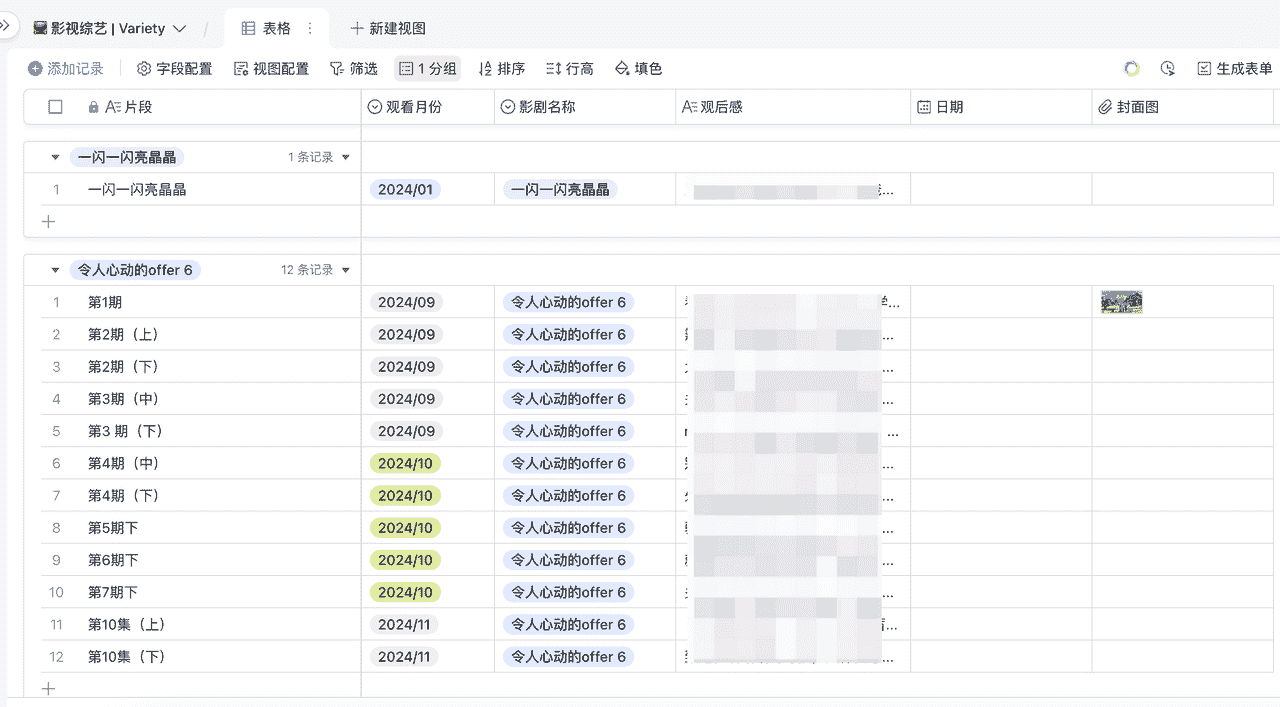 影视综艺 | Variety 表格 新建视图
添加记录 字段配置 视图配置 筛选 1 分组 排序 行高 填色 生成表单
片段 观看月份 影剧名称 观后感 日期 封面图
一闪一闪亮晶晶 1 条记录
1 一闪一闪亮晶晶 2024/01 一闪一闪亮晶晶 ...
令人心动的offer 6 12 条记录
1 第1期 2024/09 令人心动的offer 6 ...
2 第2期（上） 2024/09 令人心动的offer 6 ...
3 第2期（下） 2024/09 令人心动的offer 6 ...
4 第3期（中） 2024/09 令人心动的offer 6 ...
5 第3 期（下） 2024/09 令人心动的offer 6 ...
6 第4期（中） 2024/10 令人心动的offer 6 ...
7 第4期（下） 2024/10 令人心动的offer 6 ...
8 第5期下 2024/10 令人心动的offer 6 ...
9 第6期下 2024/10 令人心动的offer 6 ...
10 第7期下 2024/10 令人心动的offer 6 ...
11 第10集（上） 2024/11 令人心动的offer 6 ...
12 第10集（下） 2024/11 令人心动的offer 6 ...